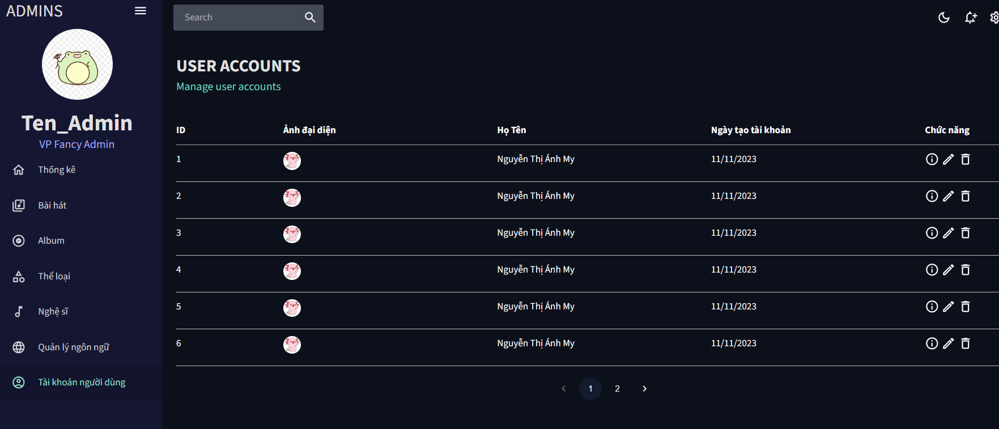 ADMINS
Search
Ten_Admin
VP Fancy Admin
Thống kê
Bài hát
Album
Thể loại
Nghệ sĩ
Quản lý ngôn ngữ
Tài khoản người dùng
USER ACCOUNTS
Manage user accounts
ID Ảnh đại diện Họ Tên Ngày tạo tài khoản Chức năng
1 Nguyễn Thị Ánh My 11/11/2023
2 Nguyễn Thị Ánh My 11/11/2023
3 Nguyễn Thị Ánh My 11/11/2023
4 Nguyễn Thị Ánh My 11/11/2023
5 Nguyễn Thị Ánh My 11/11/2023
6 Nguyễn Thị Ánh My 11/11/2023
1 2